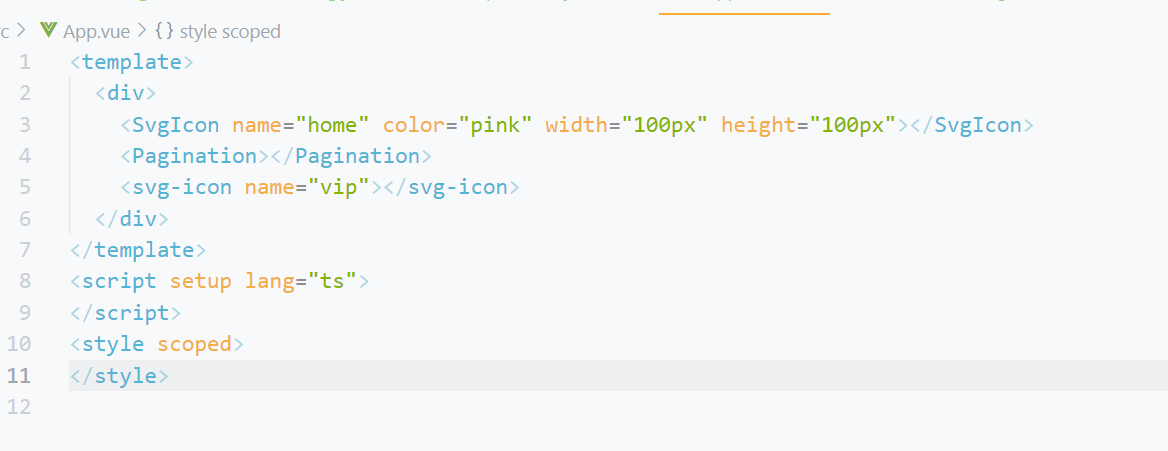 App.vue > {} style scoped
1 <template>
2 <div>
3 <SvgIcon name="home" color="pink" width="100px" height="100px"></SvgIcon>
4 <Pagination></Pagination>
5 <svg-icon name="vip"></svg-icon>
6 </div>
7 </template>
8 <script setup lang="ts">
9 </script>
10 <style scoped>
11 </style>
12